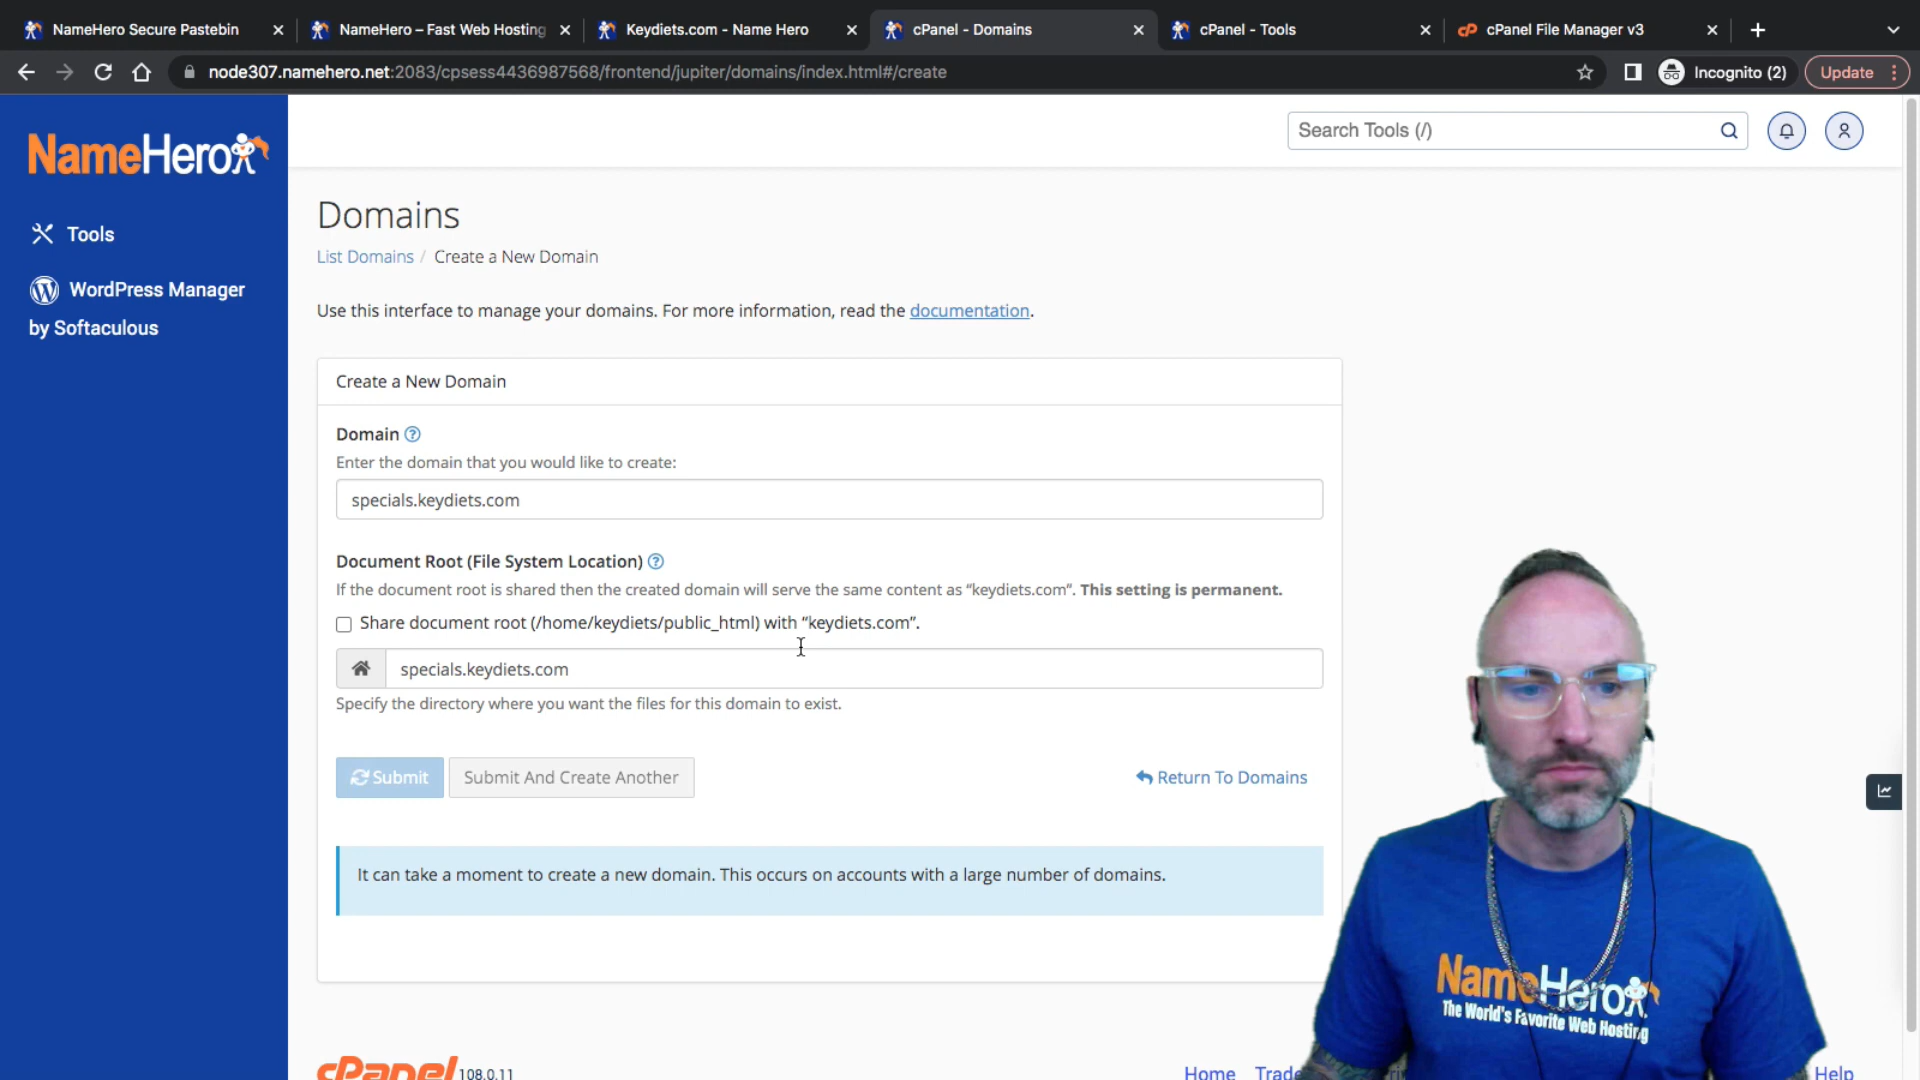 NameHero Secure Pastebin
NameHero – Fast Web Hosting
Keydiets.com - Name Hero
cPanel - Domains
cPanel - Tools
cPanel File Manager v3
node307.namehero.net:2083/cpsess4436987568/frontend/jupiter/domains/index.html#/create
Incognito (2)
Update
NameHero
Search Tools (/)
Tools
WordPress Manager
by Softaculous
Domains
List Domains / Create a New Domain
Use this interface to manage your domains. For more information, read the documentation.
Create a New Domain
Domain
Enter the domain that you would like to create:
specials.keydiets.com
Document Root (File System Location)
If the document root is shared then the created domain will serve the same content as “keydiets.com”. This setting is permanent.
Share document root (/home/keydiets/public_html) with “keydiets.com”.
specials.keydiets.com
Specify the directory where you want the files for this domain to exist.
Submit
Submit And Create Another
Return To Domains
It can take a moment to create a new domain. This occurs on accounts with a large number of domains.
NameHero
The World's Favorite Web Hosting
cPanel 108.0.11
Home
Help